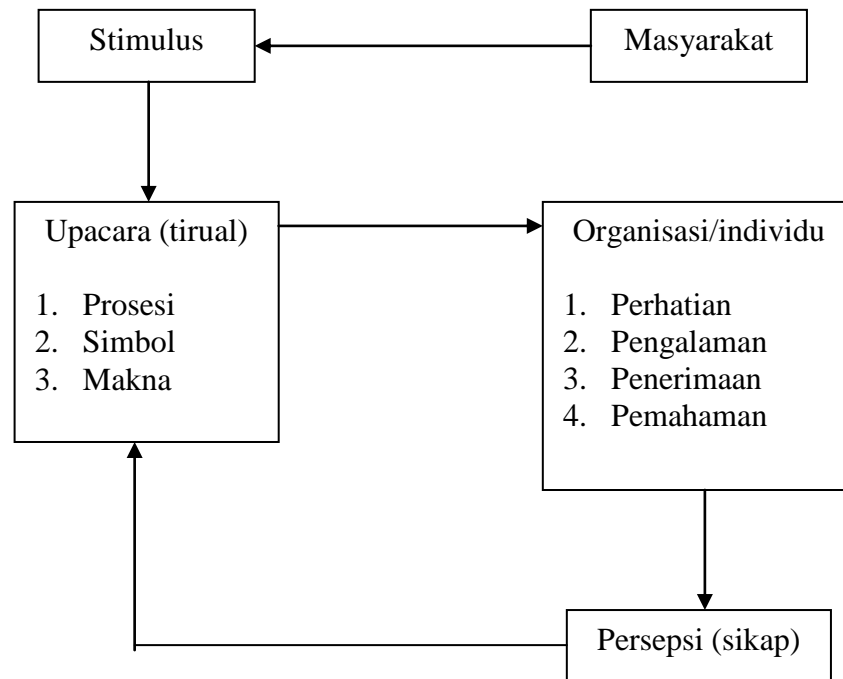 Stimulus
Masyarakat
Upacara (tirual)
1. Prosesi
2. Simbol
3. Makna
Organisasi/individu
1. Perhatian
2. Pengalaman
3. Penerimaan
4. Pemahaman
Persepsi (sikap)